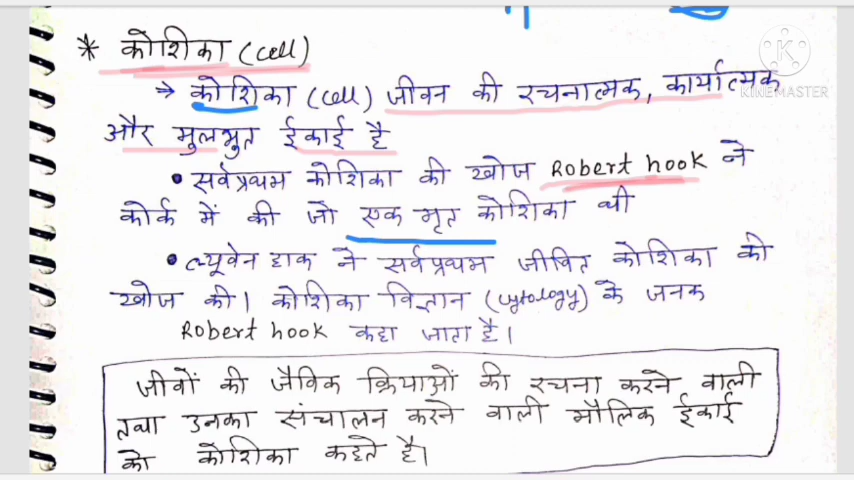 * कोशिका (cell)
→ कोशिका (cell) जीवन की रचनात्मक, कार्यात्मक
KINEMASTER
और मुलभुत ईकाई है
• सर्वप्रथम कोशिका की खोज Robert hook ने
कोर्क में की जो एक मृत कोशिका थी
• ल्यूवेन हाक ने सर्वप्रथम जीवित कोशिका की
खोज की। कोशिका विज्ञान (cytology) के जनक
Robert hook कहा जाता है।
जीवों की जैविक क्रियाओं की रचना करने वाली
तथा उनका संचालन करने वाली मौलिक ईकाई
को कोशिका कहते है।